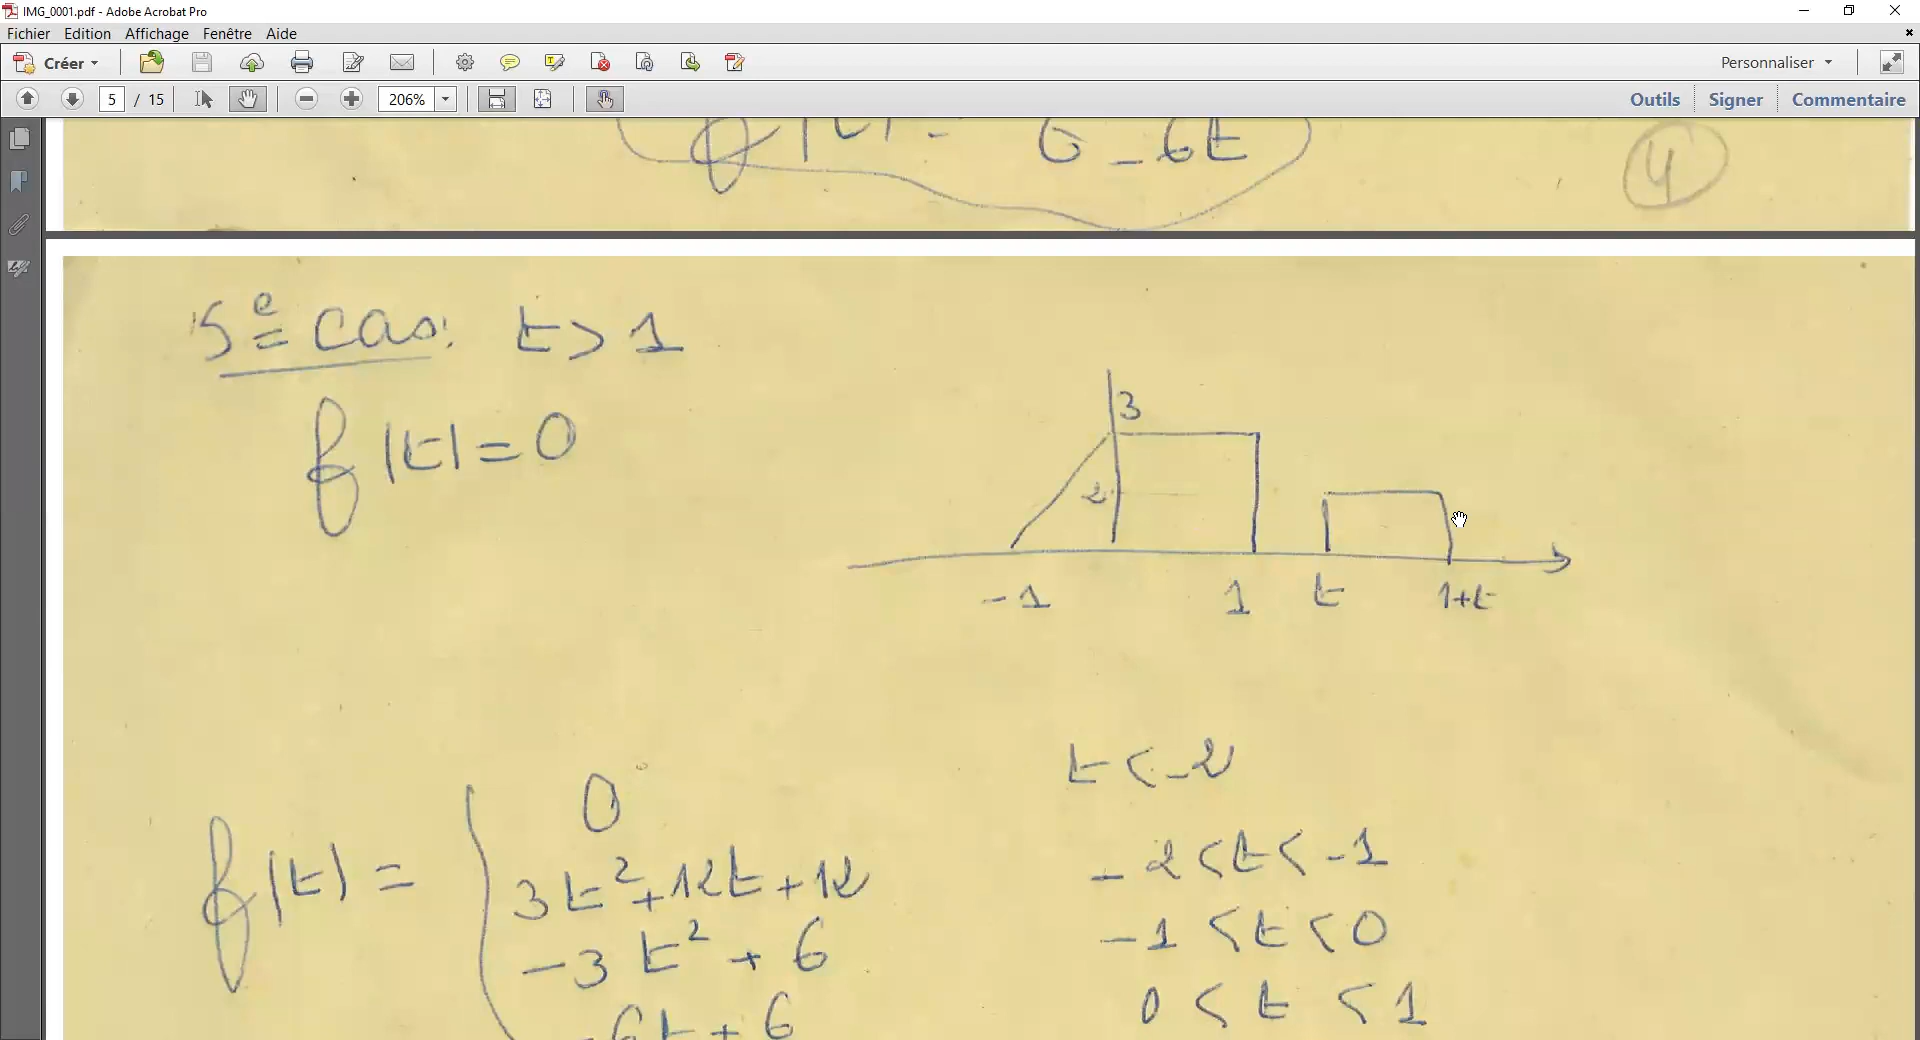 IMG_0001.pdf - Adobe Acrobat Pro
Fichier Edition Affichage Fenêtre Aide
Créer Personnaliser
5 / 15 206% Outils Signer Commentaire
f(t) = 6 - 6t
4
5e cas: t > 1
f(t) = 0
3
2
-1 1 t 1+t
f(t) =
0 t < -2
3t² + 12t + 12 -2 < t < -1
-3t² + 6 -1 < t < 0
-6t + 6 0 < t < 1